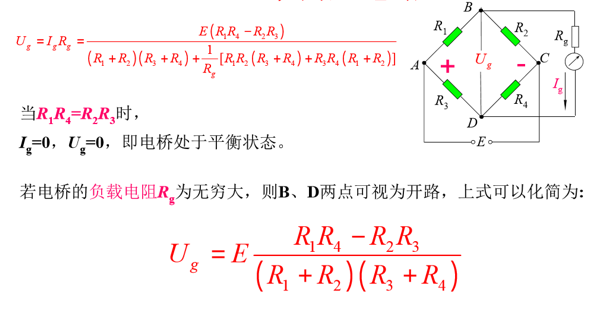 U_g = I_g R_g = \frac{E(R_1R_4 - R_2R_3)}{(R_1+R_2)(R_3+R_4)+\frac{1}{R_g}[R_1R_2(R_3+R_4)+R_3R_4(R_1+R_2)]}
B
R_1
R_2
R_g
A
+
U_g
-
C
R_3
R_4
I_g
D
E
当R_1R_4=R_2R_3时，
I_g=0，U_g=0，即电桥处于平衡状态。
若电桥的负载电阻R_g为无穷大，则B、D两点可视为开路，上式可以化简为:
U_g = E\frac{R_1R_4 - R_2R_3}{(R_1+R_2)(R_3+R_4)}